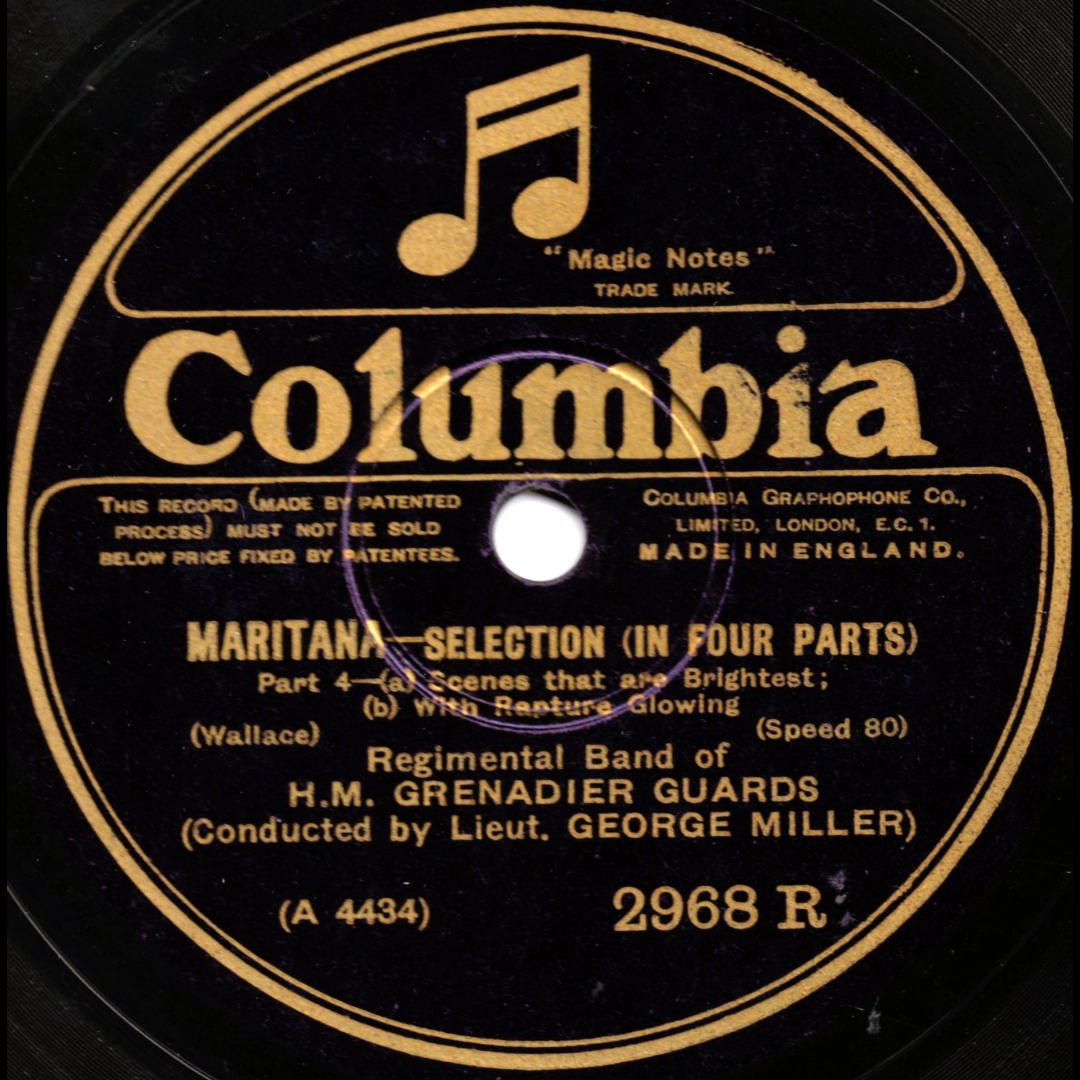 "Magic Notes"
TRADE MARK
Columbia
THIS RECORD (MADE BY PATENTED
PROCESS) MUST NOT BE SOLD
BELOW PRICE FIXED BY PATENTEES.
COLUMBIA GRAPHOPHONE CO.,
LIMITED, LONDON, E.C. 1.
MADE IN ENGLAND.
MARITANA—SELECTION (IN FOUR PARTS)
Part 4—(a) Scenes that are Brightest;
(b) With Rapture Glowing
(Wallace) (Speed 80)
Regimental Band of
H.M. GRENADIER GUARDS
(Conducted by Lieut. GEORGE MILLER)
(A 4434) 2968 R